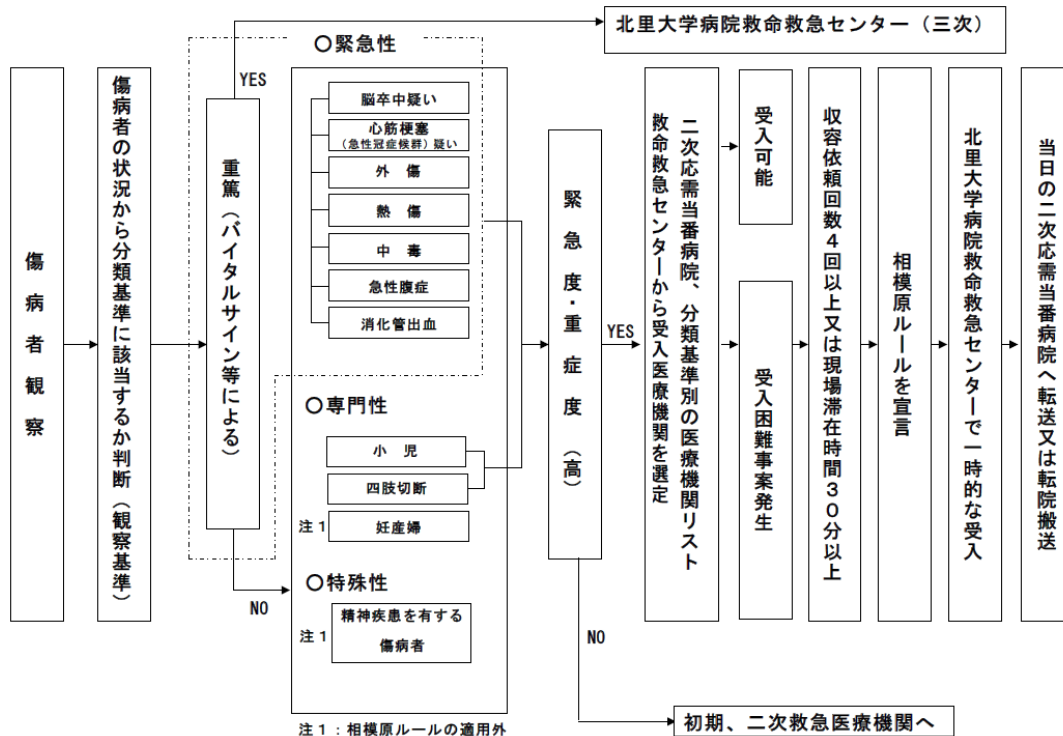 北里大学病院救命救急センター（三次）
〇緊急性
傷病者観察
傷病者の状況から分類基準に該当するか判断（観察基準）
YES
重篤（バイタルサイン等による）
NO
脳卒中疑い
心筋梗塞
（急性冠症候群）疑い
外　傷
熱　傷
中　毒
急性腹症
消化管出血
〇専門性
小　児
四肢切断
注１
妊産婦
〇特殊性
注１
精神疾患を有する
傷病者
注１：相模原ルールの適用外
緊急度・重症度　（高）
YES
NO
初期、二次救急医療機関へ
二次応需当番病院、分類基準別の医療機関リスト
救命救急センターから受入医療機関を選定
受入可能
受入困難事案発生
収容依頼回数４回以上又は現場滞在時間３０分以上
相模原ルールを宣言
北里大学病院救命救急センターで一時的な受入
当日の二次応需当番病院へ転送又は転院搬送